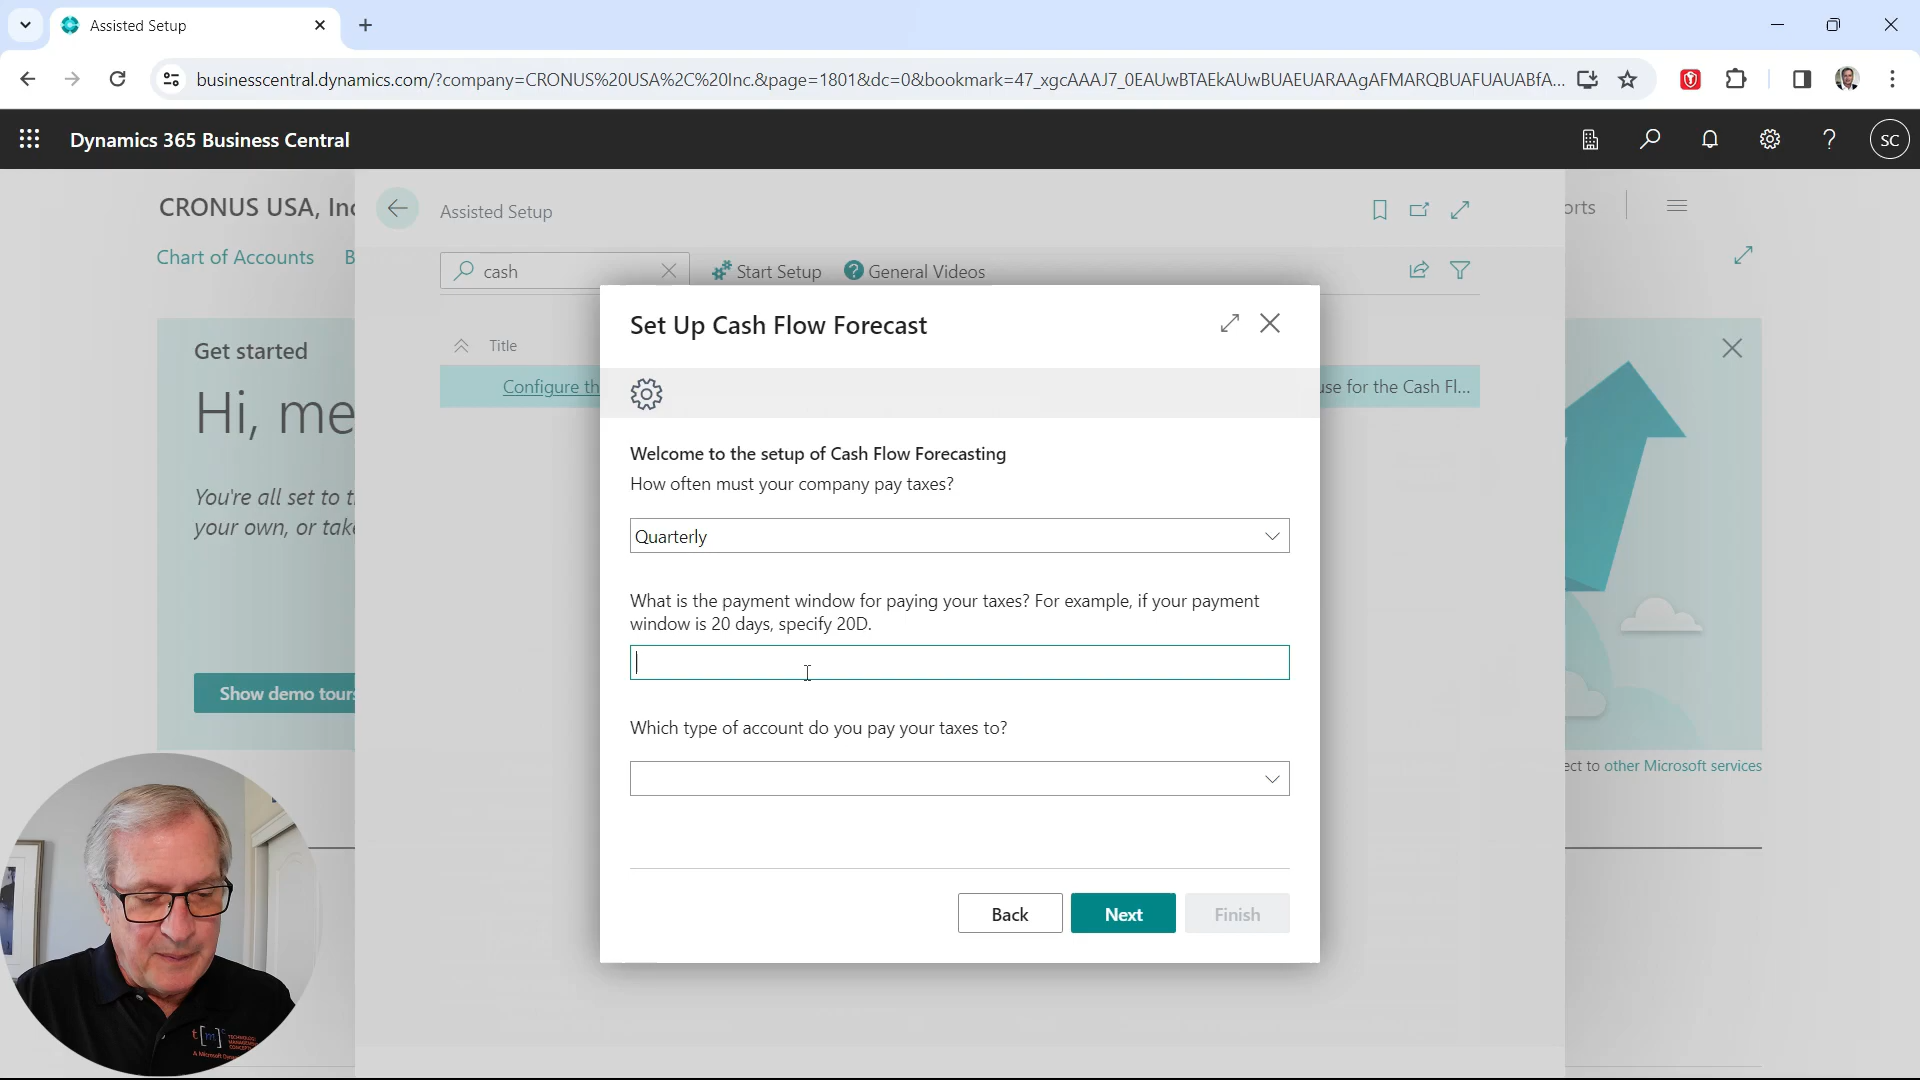 Assisted Setup
businesscentral.dynamics.com/?company=CRONUS%20USA%2C%20Inc.&page=1801&dc=0&bookmark=47_xgcAAAJ7_0EAUwBTAEkAUwBUAEUARAAgAFMARQBUAFUAUABfA...
Dynamics 365 Business Central
SC
CRONUS USA, Inc
Assisted Setup
orts
Chart of Accounts B
cash
Start Setup
General Videos
Set Up Cash Flow Forecast
Get started
Title
Configure th
use for the Cash Fl...
Hi, me
Welcome to the setup of Cash Flow Forecasting
How often must your company pay taxes?
You're all set to t
your own, or take
Quarterly
What is the payment window for paying your taxes? For example, if your payment
window is 20 days, specify 20D.
Show demo tours
Which type of account do you pay your taxes to?
ect to other Microsoft services
Back
Next
Finish